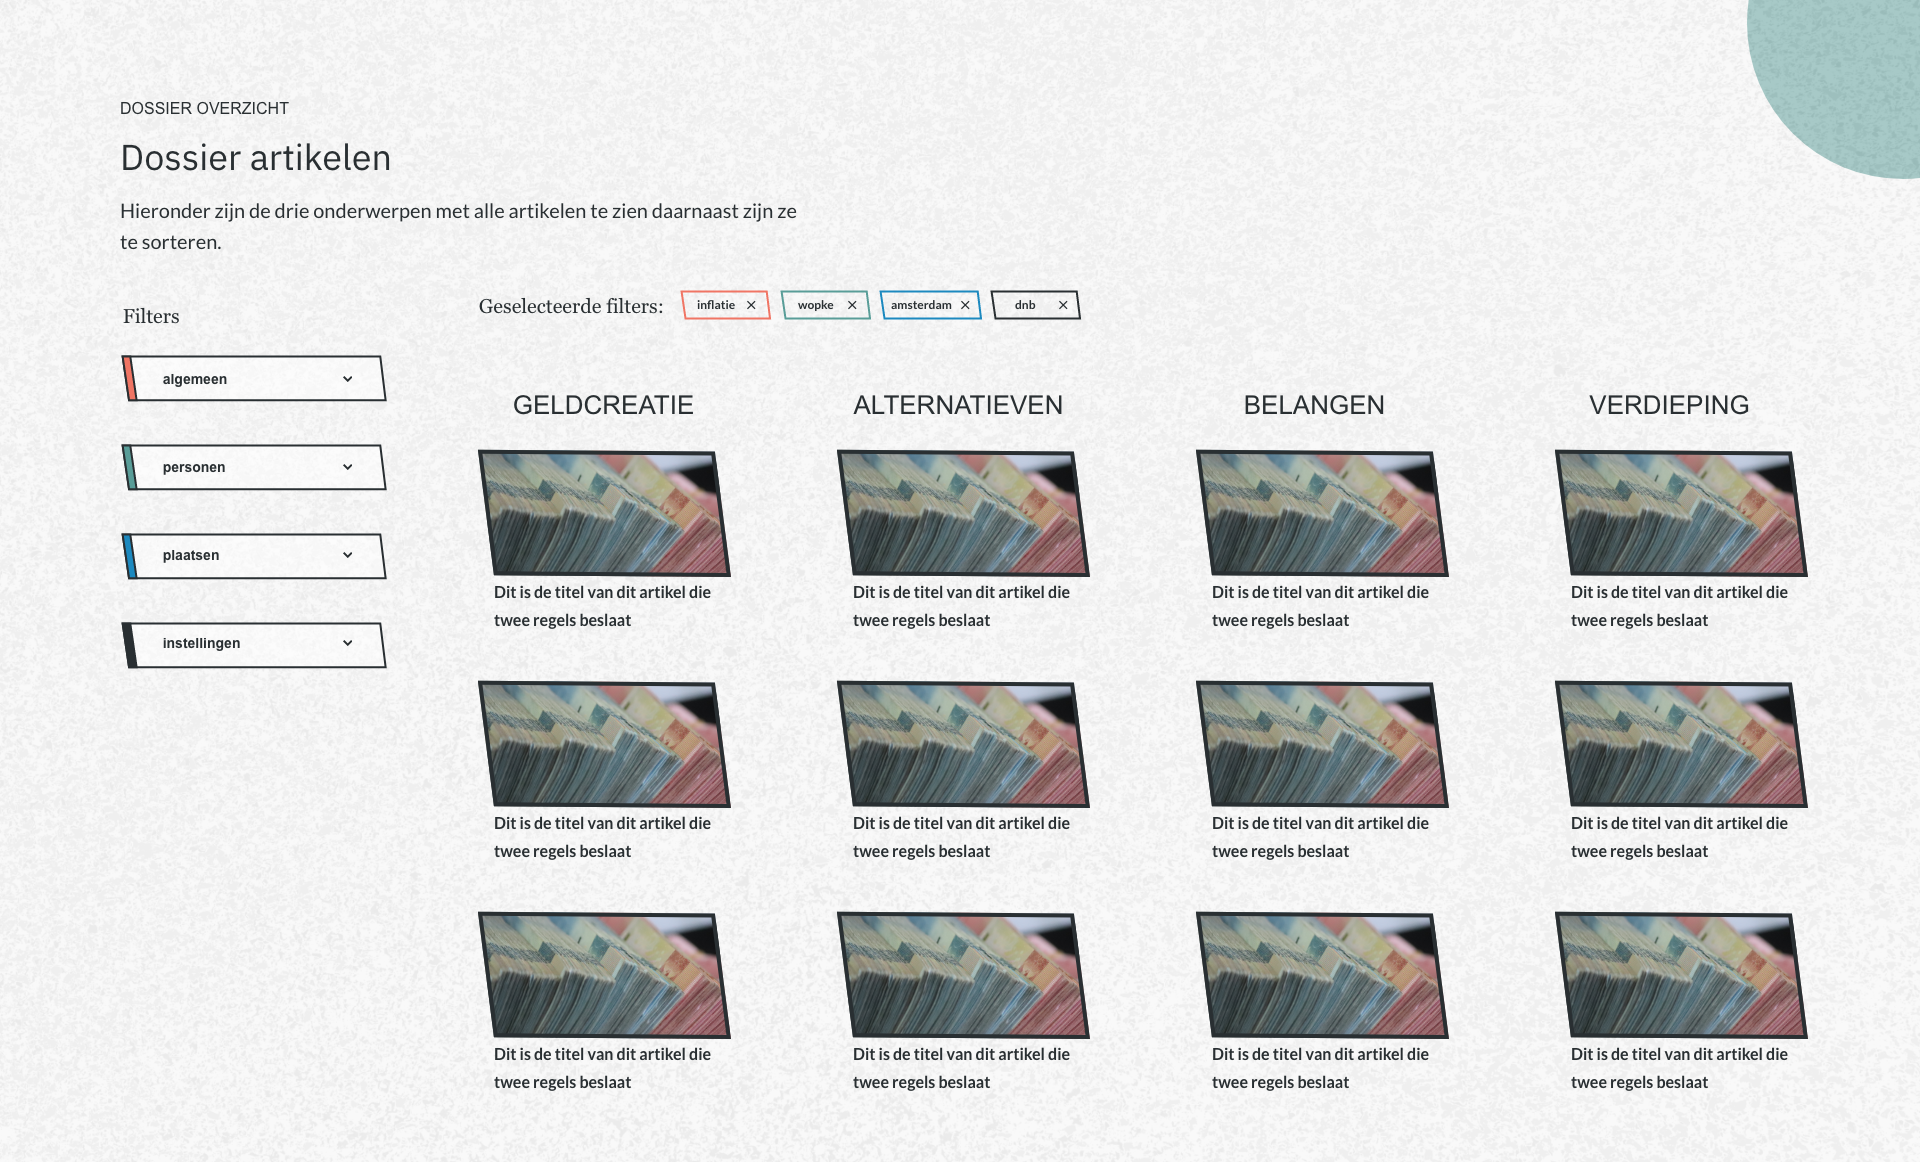 DOSSIER OVERZICHT
Dossier artikelen
Hieronder zijn de drie onderwerpen met alle artikelen te zien daarnaast zijn ze
te sorteren.
Filters
algemeen
personen
plaatsen
instellingen
Geselecteerde filters:
inflatie
wopke
amsterdam
dnb
GELDCREATIE
ALTERNATIEVEN
BELANGEN
VERDIEPING
Dit is de titel van dit artikel die
twee regels beslaat
Dit is de titel van dit artikel die
twee regels beslaat
Dit is de titel van dit artikel die
twee regels beslaat
Dit is de titel van dit artikel die
twee regels beslaat
Dit is de titel van dit artikel die
twee regels beslaat
Dit is de titel van dit artikel die
twee regels beslaat
Dit is de titel van dit artikel die
twee regels beslaat
Dit is de titel van dit artikel die
twee regels beslaat
Dit is de titel van dit artikel die
twee regels beslaat
Dit is de titel van dit artikel die
twee regels beslaat
Dit is de titel van dit artikel die
twee regels beslaat
Dit is de titel van dit artikel die
twee regels beslaat